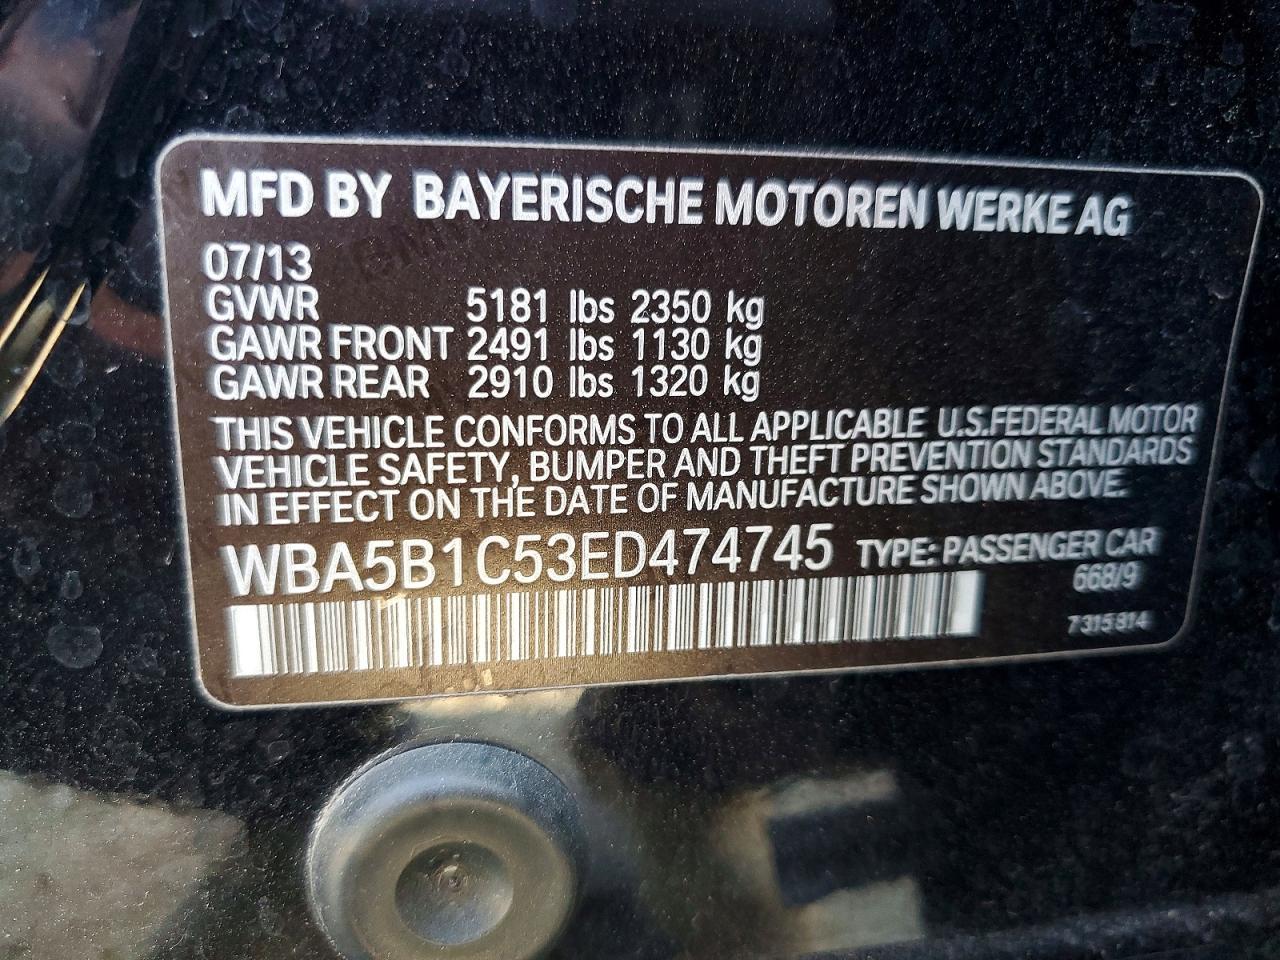 MFD BY BAYERISCHE MOTOREN WERKE AG
07/13
GVWR 5181 lbs 2350 kg
GAWR FRONT 2491 lbs 1130 kg
GAWR REAR 2910 lbs 1320 kg
THIS VEHICLE CONFORMS TO ALL APPLICABLE U.S.FEDERAL MOTOR
VEHICLE SAFETY, BUMPER AND THEFT PREVENTION STANDARDS
IN EFFECT ON THE DATE OF MANUFACTURE SHOWN ABOVE.
WBA5B1C53ED474745 TYPE: PASSENGER CAR
668/9
7315814